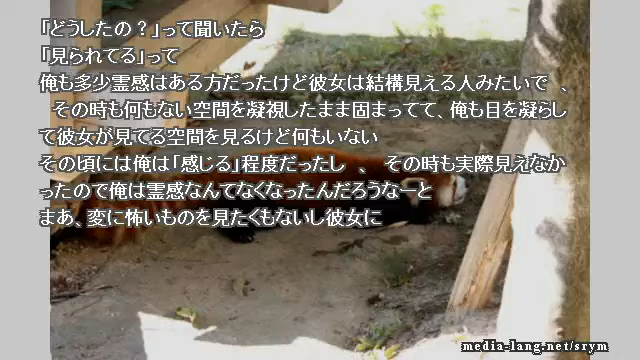 「どうしたの?」って聞いたら
「見られてる」って
俺も多少霊感はある方だったけど彼女は結構見える人みたいで 、
その時も何もない空間を凝視したまま固まってて、俺も目を凝らし
て彼女が見てる空間を見るけど何もいない
その頃には俺は「感じる」程度だったし 、 その時も実際見えなか
ったので俺は霊感なんてなくなったんだろうなーと
まあ、変に怖いものを見たくもないし彼女に
media-lang.net/srym